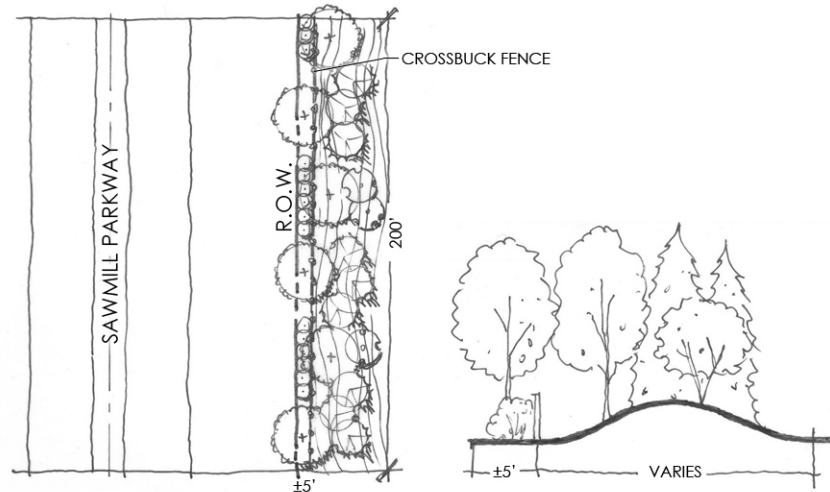 CROSSBUCK FENCE
SAWMILL PARKWAY
R.O.W.
200'
±5'
±5'
VARIES